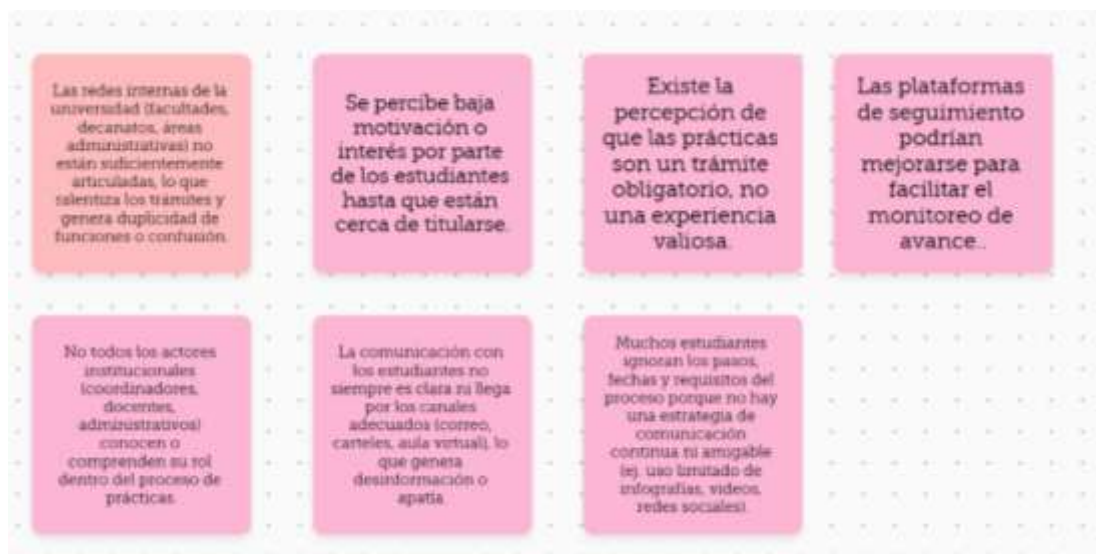 Las redes internas de la
universidad (facultades,
decanatos, áreas
administrativas) no
están suficientemente
articuladas, lo que
ralentiza los trámites y
genera duplicidad de
funciones o confusión.
Se percibe baja
motivación o
interés por parte
de los estudiantes
hasta que están
cerca de titularse.
Existe la
percepción de
que las prácticas
son un trámite
obligatorio, no
una experiencia
valiosa.
Las plataformas
de seguimiento
podrían
mejorarse para
facilitar el
monitoreo de
avance..
No todos los actores
institucionales
(coordinadores,
docentes,
administrativos)
conocen o
comprenden su rol
dentro del proceso de
prácticas.
La comunicación con
los estudiantes no
siempre es clara ni llega
por los canales
adecuados (correo,
carteles, aula virtual), lo
que genera
desinformación o
apatía.
Muchos estudiantes
ignoran los pasos,
fechas y requisitos del
proceso porque no hay
una estrategia de
comunicación
continua ni amigable
(ej. uso limitado de
infografías, videos,
redes sociales).